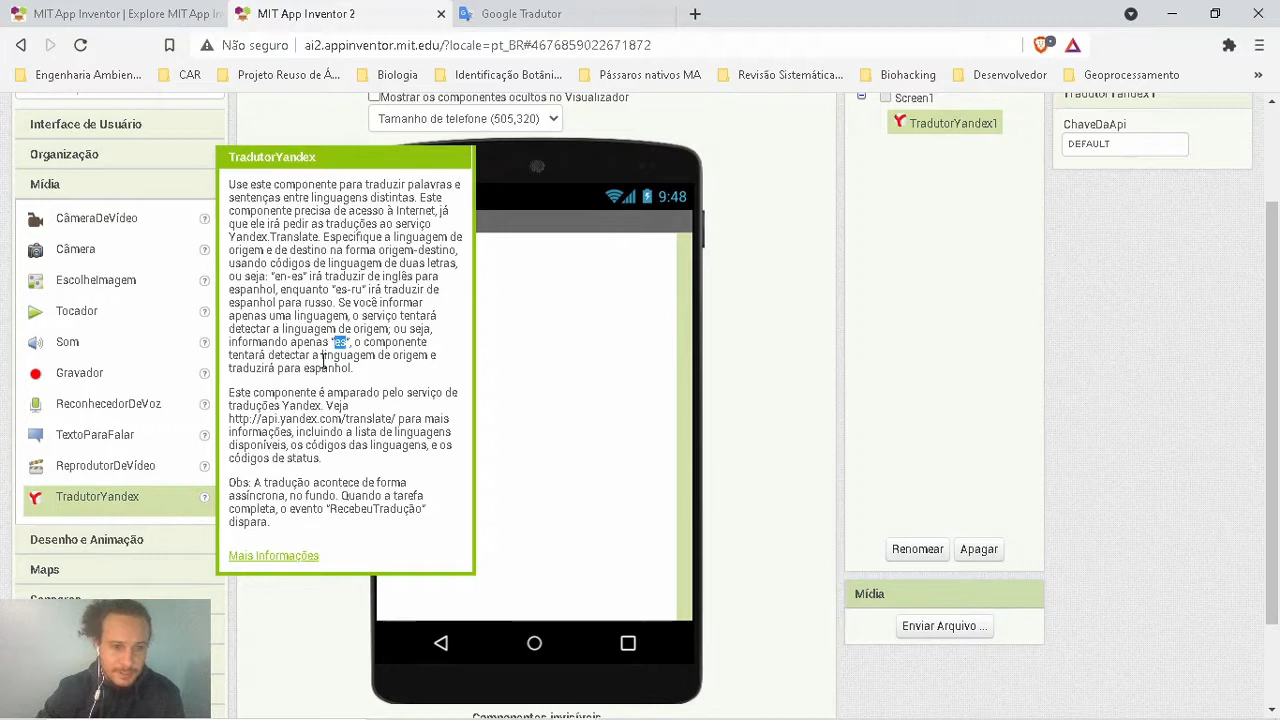 MIT App Inventor | Explore MIT App In
MIT App Inventor 2
Google Tradutor
Não seguro
ai2.appinventor.mit.edu/?locale=pt_BR#4675859022671872
Engenharia Ambien...
CAR
Projeto Reuso de Á...
Biologia
Identificação Botâni...
Pássaros nativos MA
Revisão Sistemática...
Biohacking
Desenvolvedor
Geoprocessamento
»
Interface de Usuário
Organização
Mídia
CâmeraDeVídeo
Câmera
EscolheImagem
Tocador
Som
Gravador
ReconhecedorDeVoz
TextoParaFalar
ReprodutorDeVídeo
TradutorYandex
Desenho e Animação
Maps
TradutorYandex
Use este componente para traduzir palavras e
sentenças entre linguagens distintas. Este
componente precisa de acesso à Internet, já
que ele irá pedir as traduções ao serviço
Yandex.Translate. Especifique a linguagem de
origem e de destino na forma origem-destino,
usando códigos de linguagem de duas letras,
ou seja: "en-es" irá traduzir de inglês para
espanhol, enquanto "es-ru" irá traduzir de
espanhol para russo. Se você informar
apenas uma linguagem, o serviço tentará
detectar a linguagem de origem; ou seja,
informando apenas "es", o componente
tentará detectar a linguagem de origem e
traduzirá para espanhol.
Este componente é amparado pelo serviço de
traduções Yandex. Veja
http://api.yandex.com/translate/ para mais
informações, incluindo a lista de linguagens
disponíveis, os códigos das linguagens, e os
códigos de status.
Obs: A tradução acontece de forma
assíncrona, no fundo. Quando a tarefa
completa, o evento "RecebeuTradução"
dispara.
Mais Informações
Mostrar os componentes ocultos no Visualizador
Tamanho de telefone (505,320)
9:48
Componentes invisíveis
Screen1
TradutorYandex1
Renomear
Apagar
Mídia
Enviar Arquivo ...
TradutorYandex1
ChaveDaApi
DEFAULT